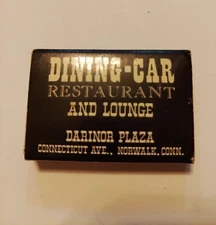 DINING-CAR
RESTAURANT
AND LOUNGE
DARINOR PLAZA
CONNECTICUT AVE., NORWALK, CONN.